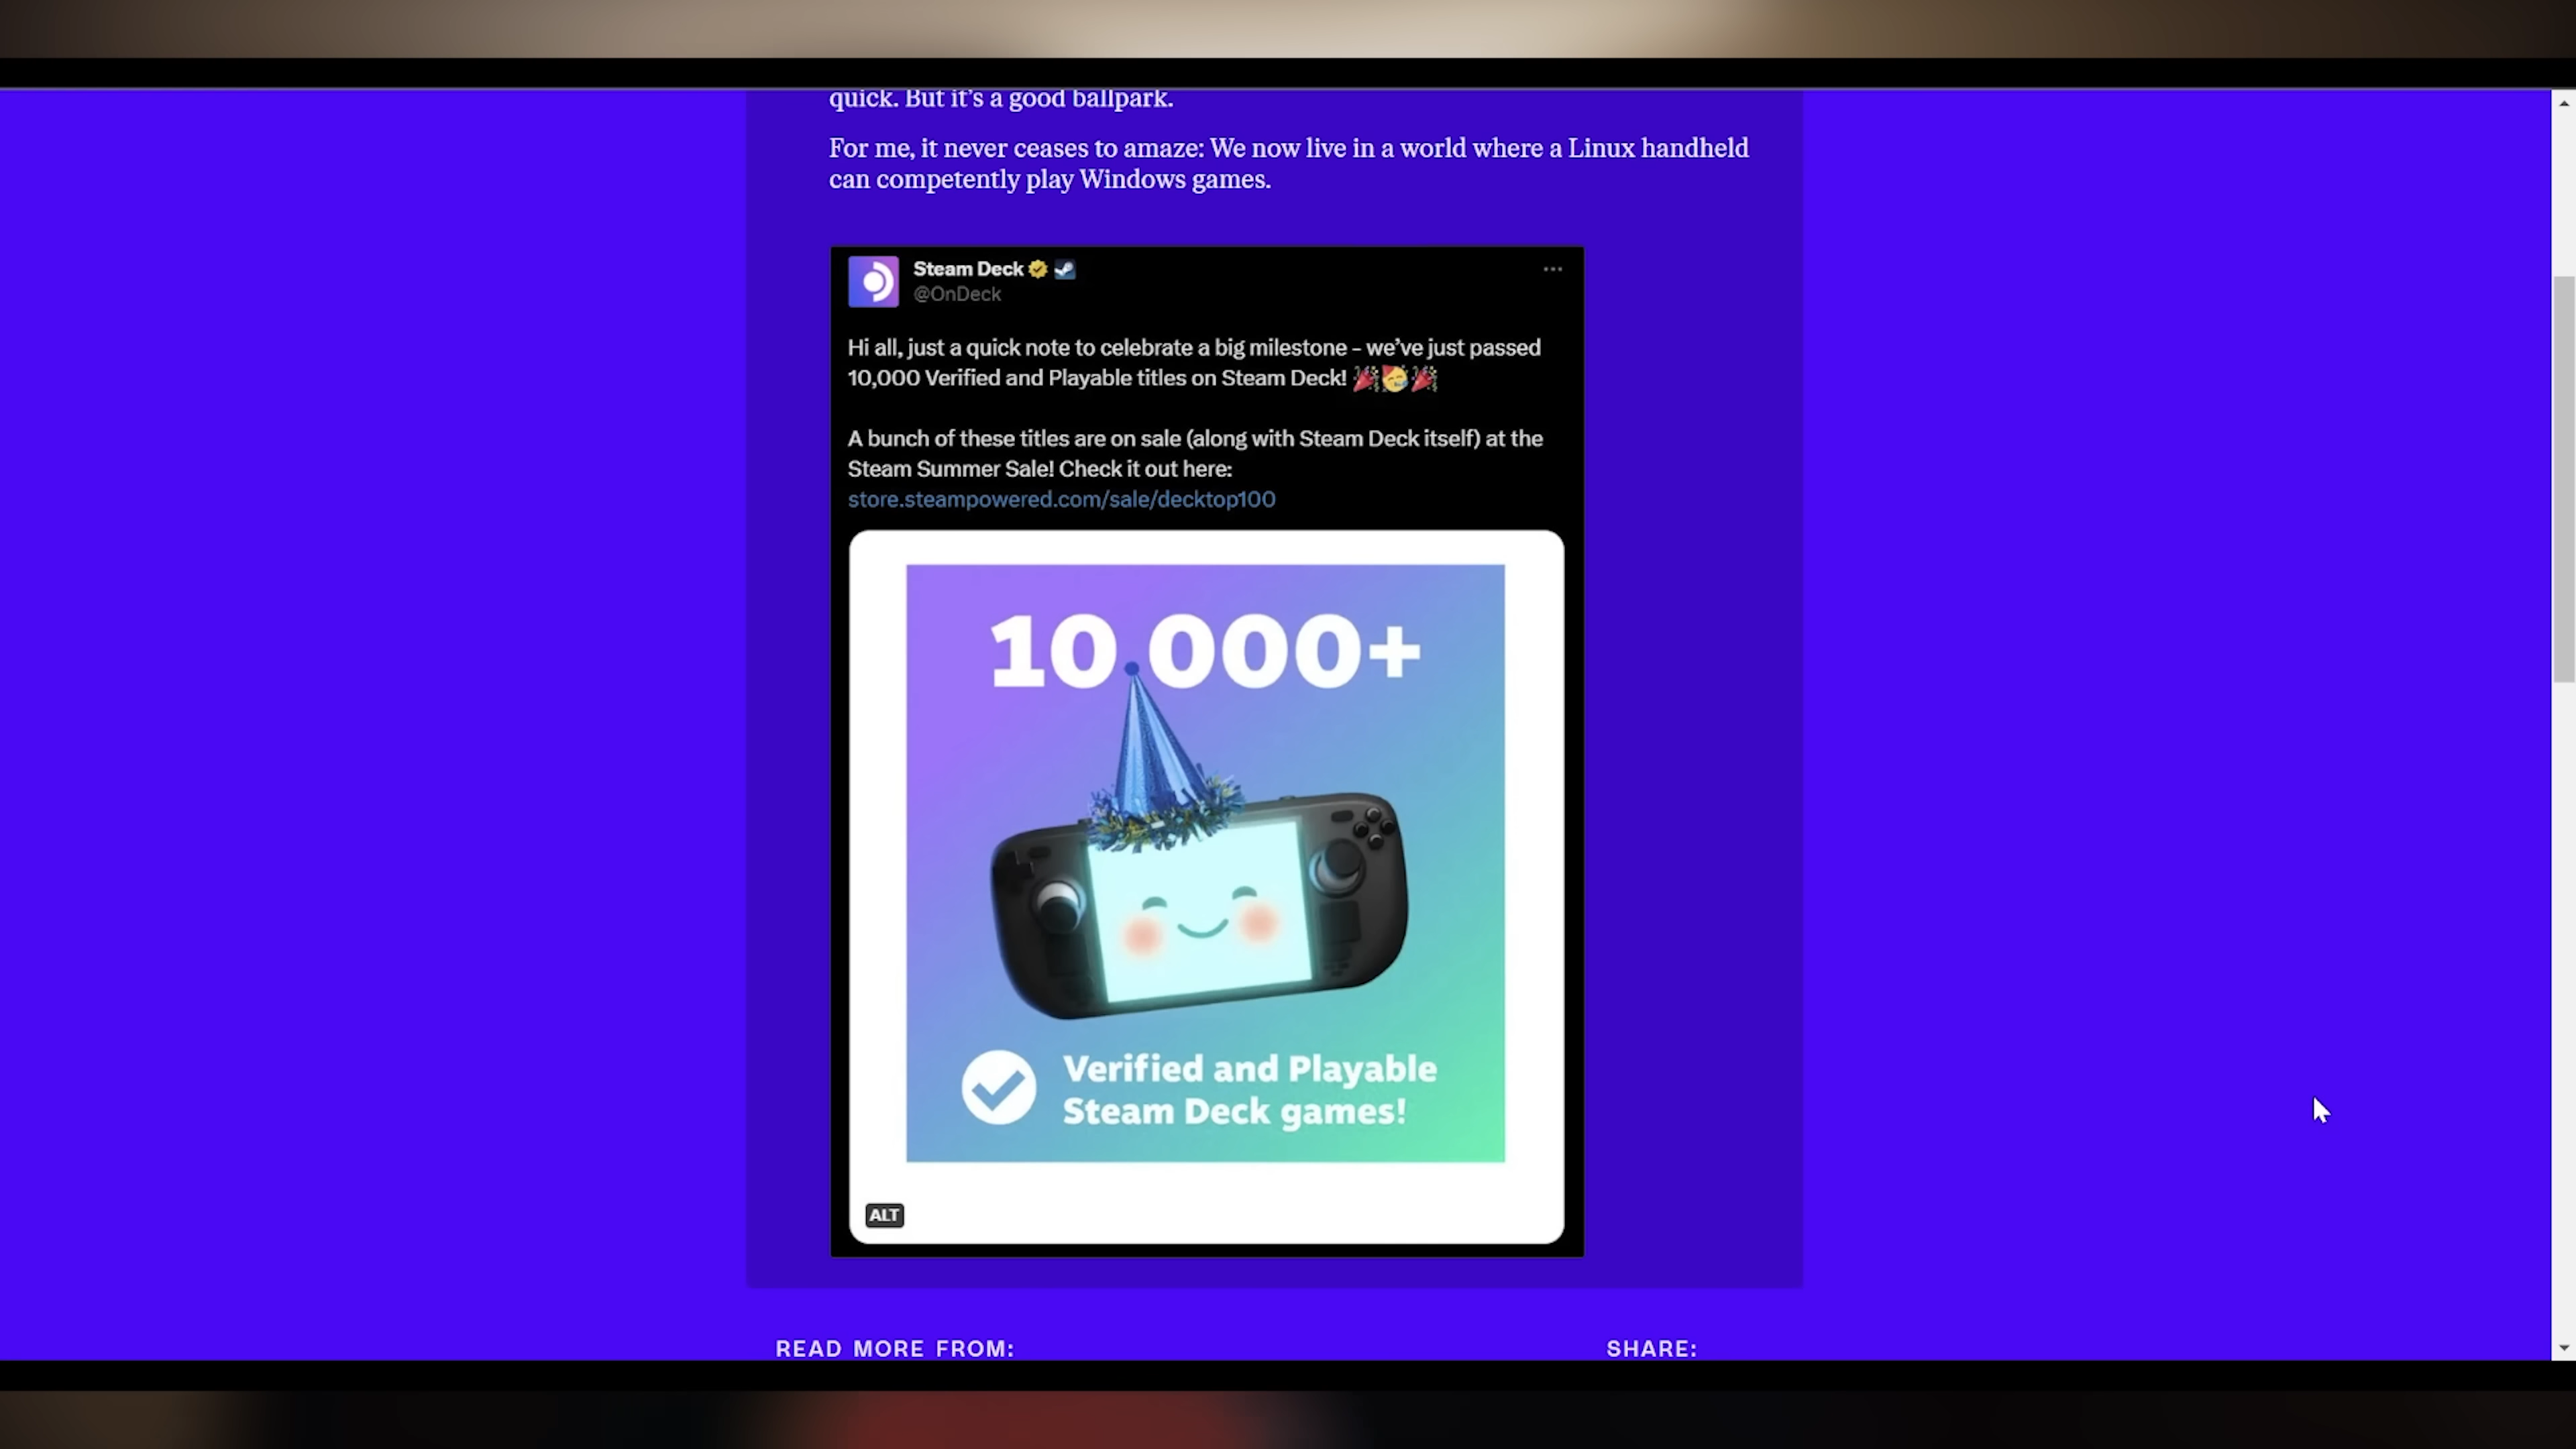 quick. But it's a good ballpark.
For me, it never ceases to amaze: We now live in a world where a Linux handheld
can competently play Windows games.
Steam Deck
@OnDeck
Hi all, just a quick note to celebrate a big milestone – we've just passed
10,000 Verified and Playable titles on Steam Deck! 🎉🥳🎉
A bunch of these titles are on sale (along with Steam Deck itself) at the
Steam Summer Sale! Check it out here:
store.steampowered.com/sale/decktop100
10 000+
Verified and Playable
Steam Deck games!
ALT
READ MORE FROM:
SHARE: